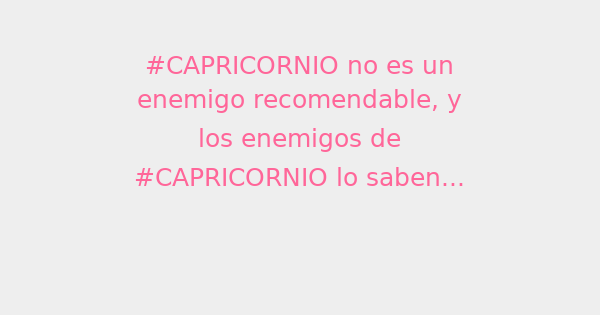 #CAPRICORNIO no es un
enemigo recomendable, y
los enemigos de
#CAPRICORNIO lo saben...